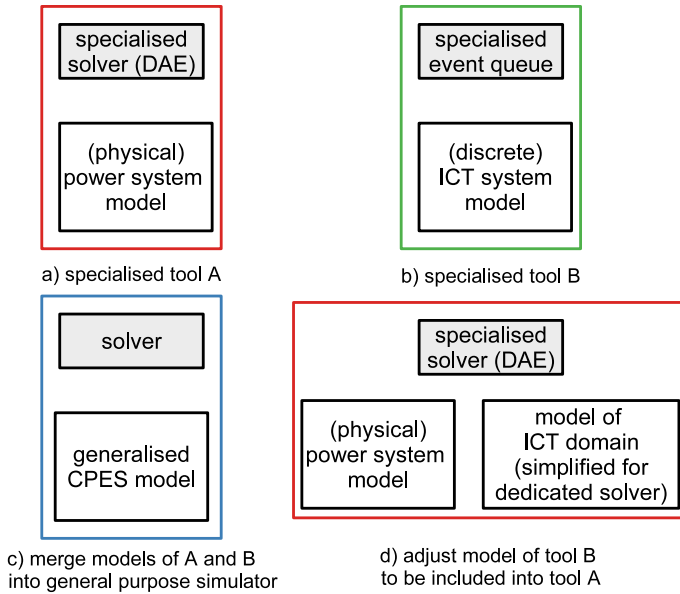 specialised
solver (DAE)
(physical)
power system
model
a) specialised tool A
specialised
event queue
(discrete)
ICT system
model
b) specialised tool B
solver
generalised
CPES model
c) merge models of A and B
into general purpose simulator
specialised
solver (DAE)
(physical)
power system
model
model of
ICT domain
(simplified for
dedicated solver)
d) adjust model of tool B
to be included into tool A